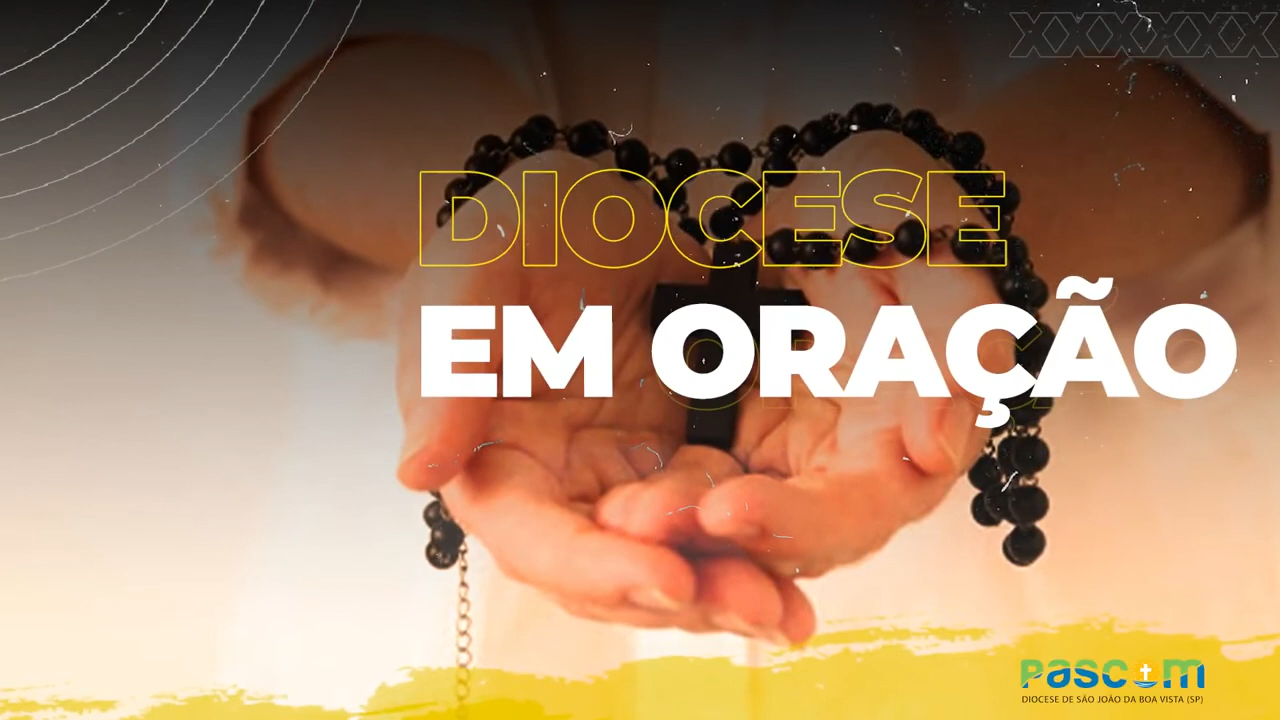 DIOCESE
EM ORAÇÃO
Pascom
DIOCESE DE SÃO JOÃO DA BOA VISTA (SP)